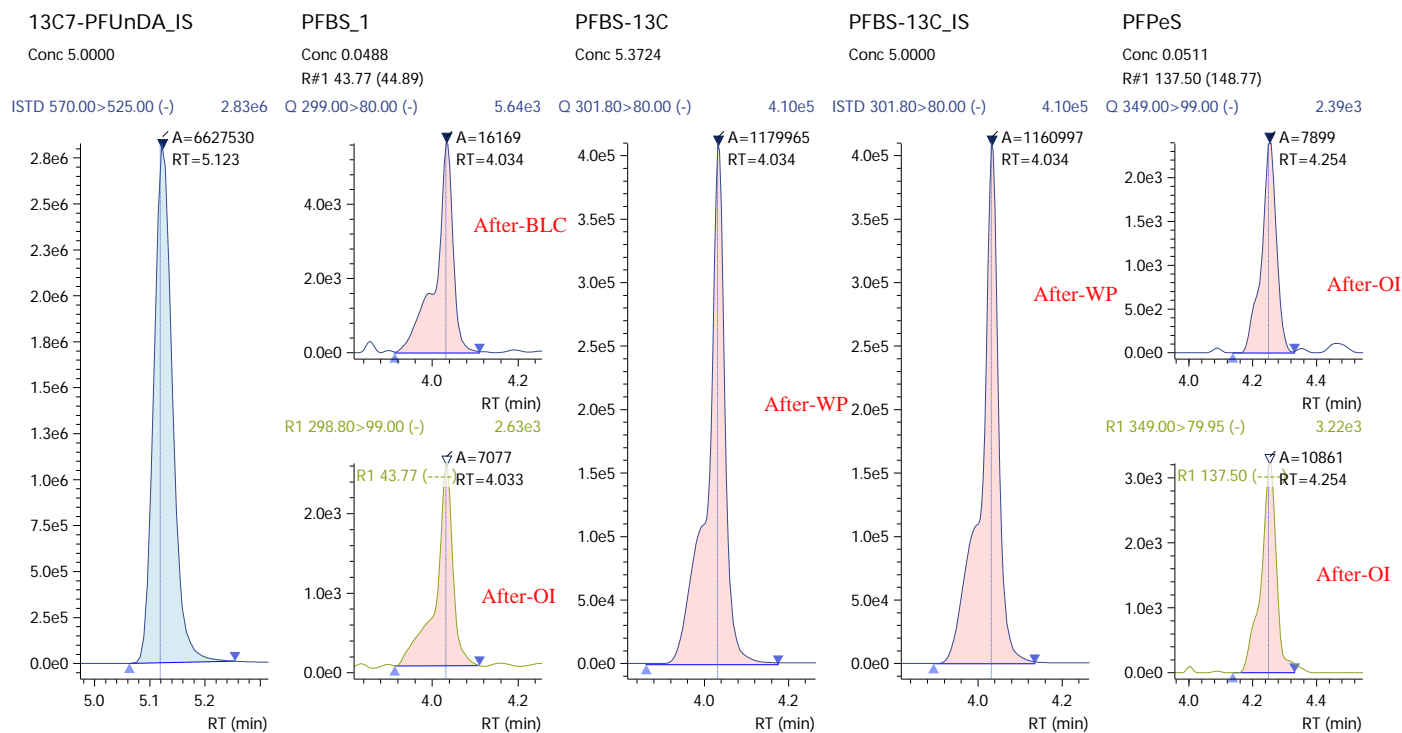 13C7-PFUnDA_IS
Conc 5.0000
ISTD 570.00>525.00 (-) 2.83e6
A=6627530
RT=5.123
2.8e6
2.5e6
2.3e6
2.0e6
1.8e6
1.5e6
1.3e6
1.0e6
7.5e5
5.0e5
2.5e5
0.0e0
5.0 5.1 5.2
RT (min)
PFBS_1
Conc 0.0488
R#1 43.77 (44.89)
Q 299.00>80.00 (-) 5.64e3
A=16169
RT=4.034
4.0e3
2.0e3
0.0e0
After-BLC
4.0 4.2
RT (min)
R1 298.80>99.00 (-) 2.63e3
A=7077
R1 43.77 (----)
RT=4.033
2.0e3
1.0e3
0.0e0
After-OI
4.0 4.2
RT (min)
PFBS-13C
Conc 5.3724
Q 301.80>80.00 (-) 4.10e5
A=1179965
RT=4.034
4.0e5
3.5e5
3.0e5
2.5e5
2.0e5
1.5e5
1.0e5
5.0e4
0.0e0
After-WP
4.0 4.2
RT (min)
PFBS-13C_IS
Conc 5.0000
ISTD 301.80>80.00 (-) 4.10e5
A=1160997
RT=4.034
4.0e5
3.5e5
3.0e5
2.5e5
2.0e5
1.5e5
1.0e5
5.0e4
0.0e0
After-WP
4.0 4.2
RT (min)
PFPeS
Conc 0.0511
R#1 137.50 (148.77)
Q 349.00>99.00 (-) 2.39e3
A=7899
RT=4.254
2.0e3
1.5e3
1.0e3
5.0e2
0.0e0
After-OI
4.0 4.2 4.4
RT (min)
R1 349.00>79.95 (-) 3.22e3
A=10861
R1 137.50 (----)
RT=4.254
3.0e3
2.0e3
1.0e3
0.0e0
After-OI
4.0 4.2 4.4
RT (min)